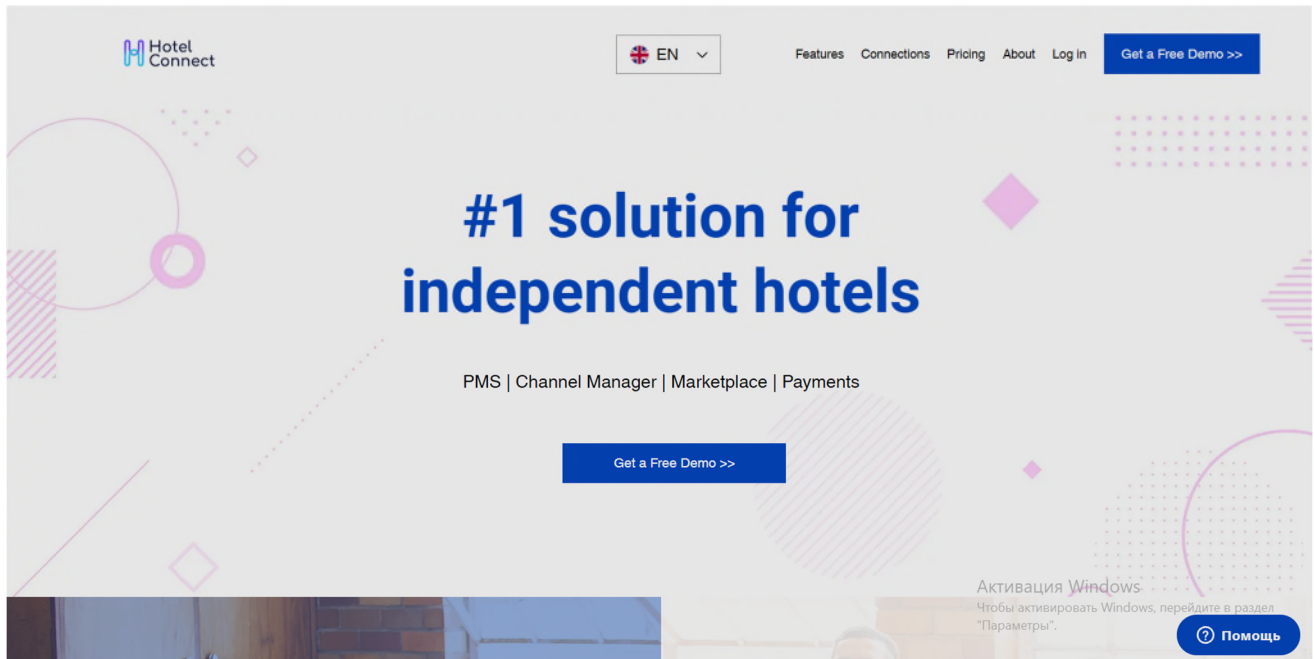 Hotel
Connect
EN
Features Connections Pricing About Log in Get a Free Demo >>
#1 solution for
independent hotels
PMS | Channel Manager | Marketplace | Payments
Get a Free Demo >>
Активация Windows
Чтобы активировать Windows, перейдите в раздел
"Параметры".
Помощь